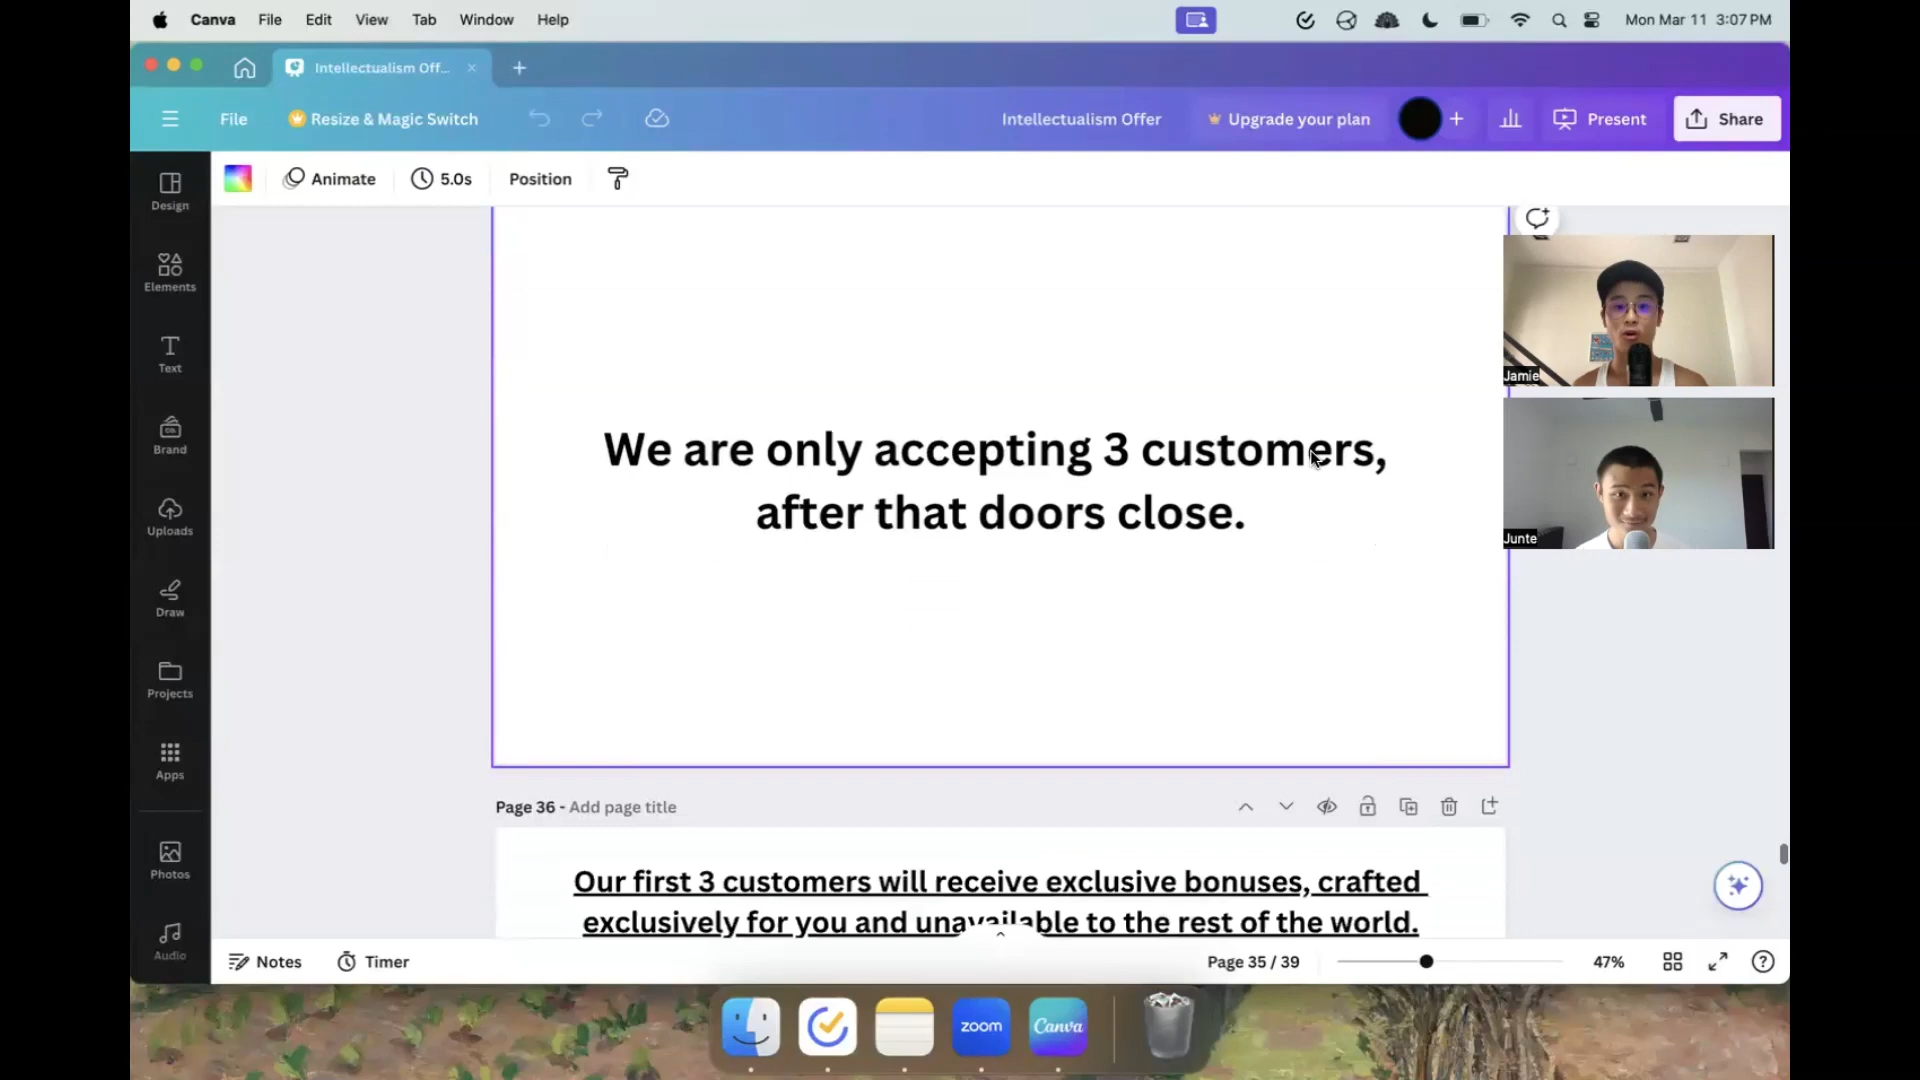 Canva File Edit View Tab Window Help Mon Mar 11 3:07 PM
Intellectualism Off...
File Resize & Magic Switch Intellectualism Offer Upgrade your plan Present Share
Animate 5.0s Position
Design
Elements
Text
Brand
Uploads
Draw
Projects
Apps
Photos
Audio
We are only accepting 3 customers,
after that doors close.
Jamie
Junte
Page 36 - Add page title
Our first 3 customers will receive exclusive bonuses, crafted
exclusively for you and unavailable to the rest of the world.
Notes Timer Page 35 / 39 47%
zoom Canva